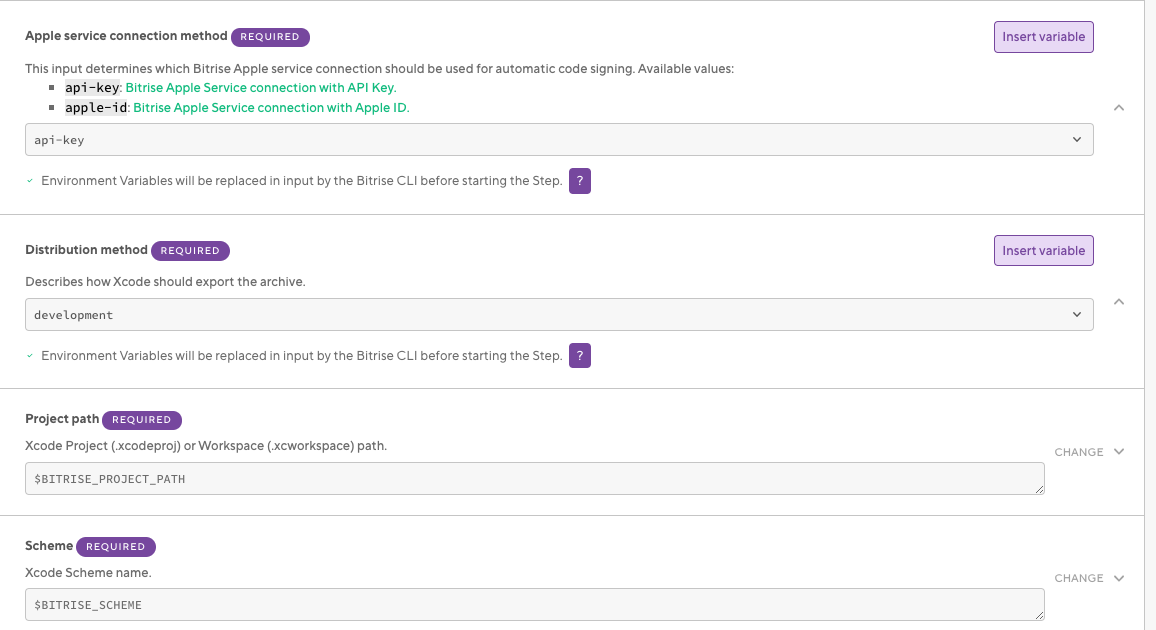 Apple service connection method REQUIRED
Insert variable
This input determines which Bitrise Apple service connection should be used for automatic code signing. Available values:
api-key: Bitrise Apple Service connection with API Key.
apple-id: Bitrise Apple Service connection with Apple ID.
api-key
Environment Variables will be replaced in input by the Bitrise CLI before starting the Step. ?
Distribution method REQUIRED
Insert variable
Describes how Xcode should export the archive.
development
Environment Variables will be replaced in input by the Bitrise CLI before starting the Step. ?
Project path REQUIRED
Xcode Project (.xcodeproj) or Workspace (.xcworkspace) path.
CHANGE
$BITRISE_PROJECT_PATH
Scheme REQUIRED
Xcode Scheme name.
CHANGE
$BITRISE_SCHEME